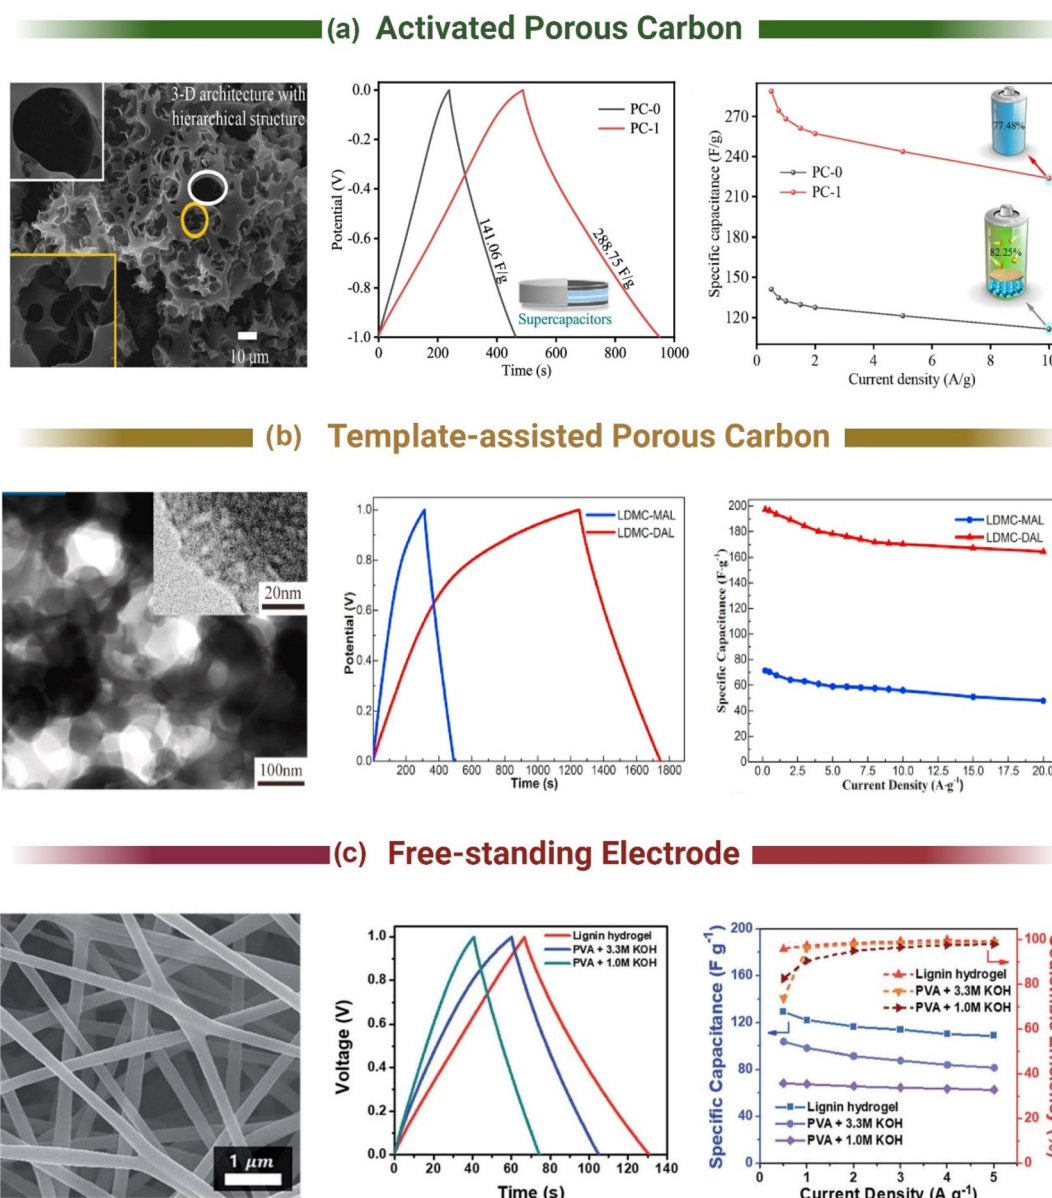 (a) Activated Porous Carbon
3-D architecture with
hierarchical structure
10 μm
0.0
-0.2
-0.4
-0.6
-0.8
-1.0
Potential (V)
PC-0
PC-1
141.06 F/g
288.75 F/g
Supercapacitors
0
200
400
600
800
1000
Time (s)
270
240
210
180
150
120
Specific capacitance (F/g)
PC-0
PC-1
77.48%
82.25%
0
2
4
6
8
10
Current density (A/g)
(b) Template-assisted Porous Carbon
20nm
100nm
1.0
0.8
0.6
0.4
0.2
0.0
Potential (V)
LDMC-MAL
LDMC-DAL
200
400
600
800
1000
1200
1400
1600
1800
Time (s)
200
180
160
140
120
100
80
60
40
20
0
Specific Capacitance (F·g⁻¹)
LDMC-MAL
LDMC-DAL
0.0
2.5
5.0
7.5
10.0
12.5
15.0
17.5
20.0
Current Density (A·g⁻¹)
(c) Free-standing Electrode
1 μm
1.0
0.8
0.6
0.4
0.2
0.0
Voltage (V)
Lignin hydrogel
PVA + 3.3M KOH
PVA + 1.0M KOH
0
20
40
60
80
100
120
140
Time (s)
200
160
120
80
40
0
Specific Capacitance (F g⁻¹)
Lignin hydrogel
PVA + 3.3M KOH
PVA + 1.0M KOH
Lignin hydrogel
PVA + 3.3M KOH
PVA + 1.0M KOH
100
80
60
40
20
0
0
1
2
3
4
5
Current Density (A g⁻¹)